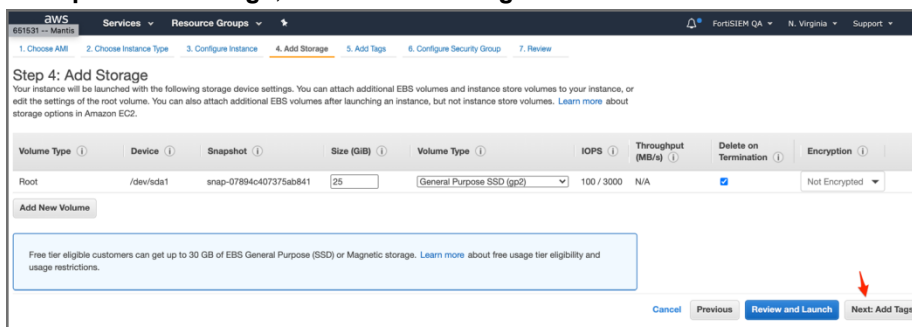 aws Services Resource Groups FortiSIEM QA N. Virginia Support
651531 -- Mantis
1. Choose AMI 2. Choose Instance Type 3. Configure Instance 4. Add Storage 5. Add Tags 6. Configure Security Group 7. Review
Step 4: Add Storage
Your instance will be launched with the following storage device settings. You can attach additional EBS volumes and instance store volumes to your instance, or
edit the settings of the root volume. You can also attach additional EBS volumes after launching an instance, but not instance store volumes. Learn more about
storage options in Amazon EC2.
Volume Type Device Snapshot Size (GiB) Volume Type IOPS Throughput (MB/s) Delete on Termination Encryption
Root /dev/sda1 snap-07894c407375ab841 25 General Purpose SSD (gp2) 100 / 3000 N/A Not Encrypted
Add New Volume
Free tier eligible customers can get up to 30 GB of EBS General Purpose (SSD) or Magnetic storage. Learn more about free usage tier eligibility and
usage restrictions.
Cancel Previous Review and Launch Next: Add Tags